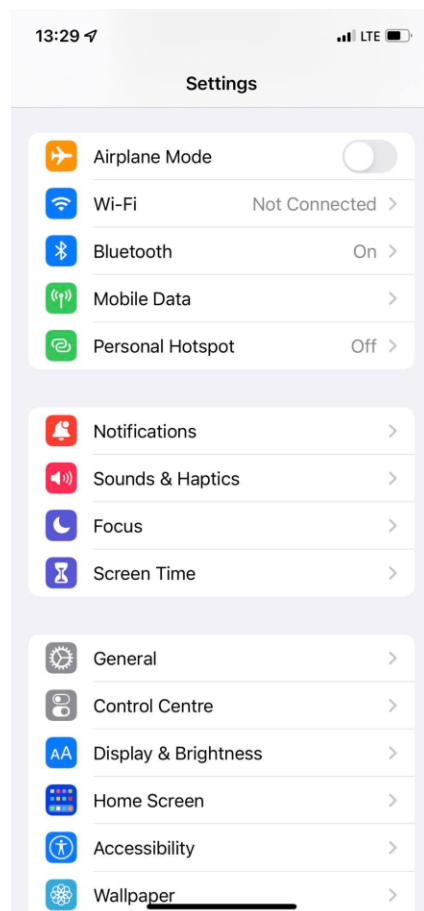 13:29 LTE
Settings
Airplane Mode
Wi-Fi Not Connected
Bluetooth On
Mobile Data
Personal Hotspot Off
Notifications
Sounds & Haptics
Focus
Screen Time
General
Control Centre
AA Display & Brightness
Home Screen
Accessibility
Wallpaper